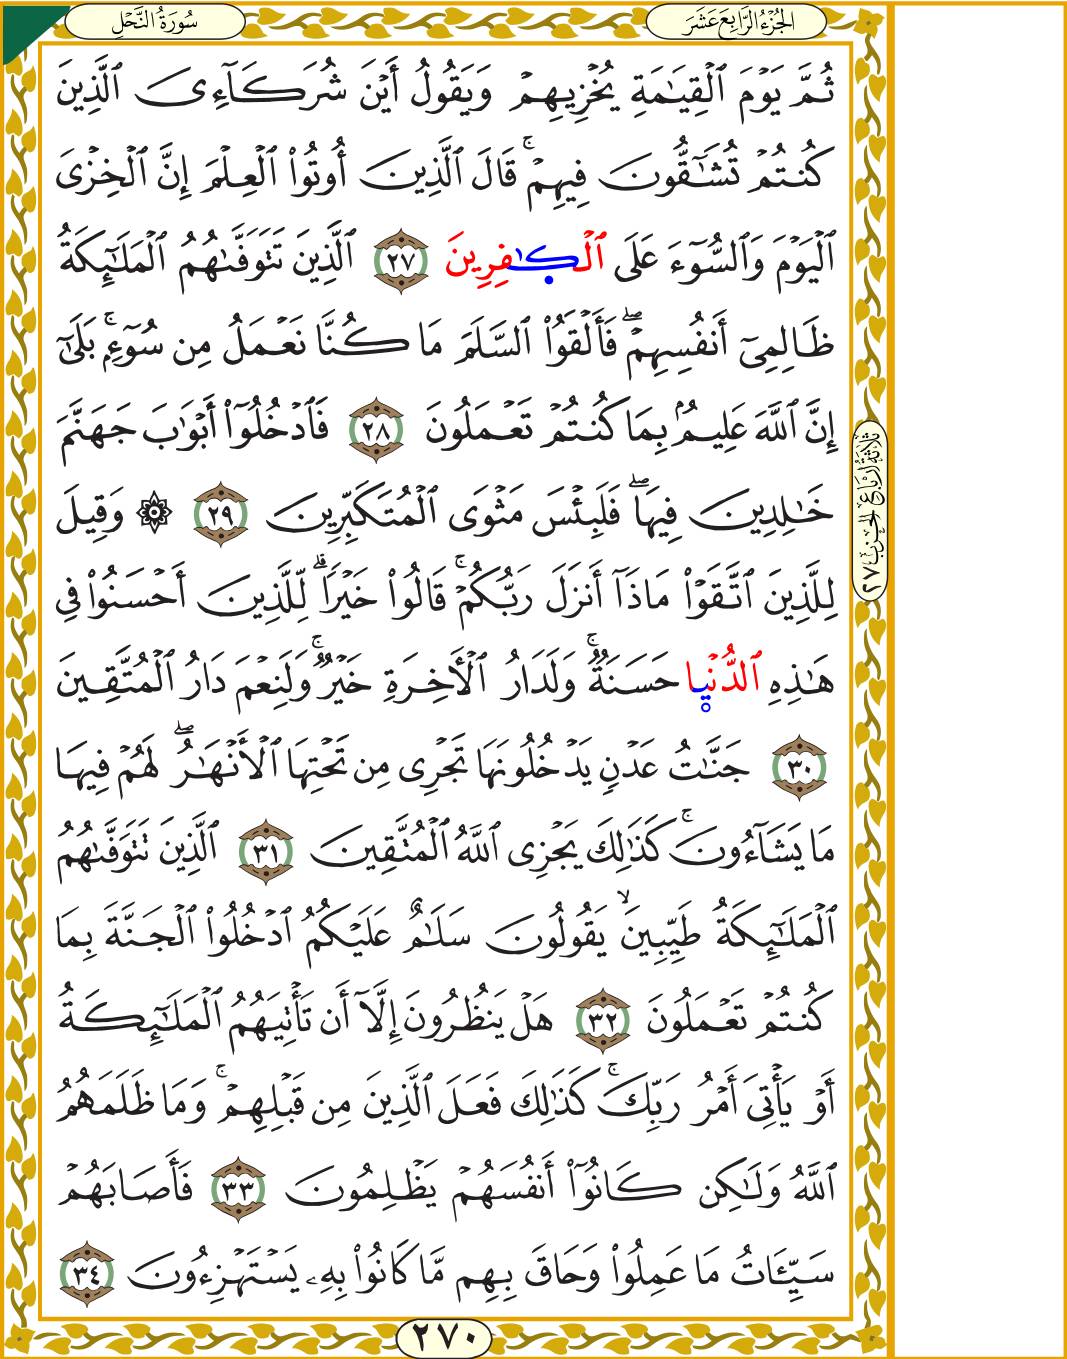 سُورَةُ النَّحْلِ
الجُزْءُ الرَّابِعَ عَشَرَ
ثُمَّ يَوْمَ ٱلْقِيَٰمَةِ يُخْزِيهِمْ وَيَقُولُ أَيْنَ شُرَكَآءِىَ ٱلَّذِينَ
كُنتُمْ تُشَٰٓقُّونَ فِيهِمْ ۚ قَالَ ٱلَّذِينَ أُوتُوا۟ ٱلْعِلْمَ إِنَّ ٱلْخِزْىَ
ٱلْيَوْمَ وَٱلسُّوٓءَ عَلَى ٱلْكَٰفِرِينَ ٢٧ ٱلَّذِينَ تَتَوَفَّىٰهُمُ ٱلْمَلَٰٓئِكَةُ
ظَالِمِىٓ أَنفُسِهِمْ ۖ فَأَلْقَوُا۟ ٱلسَّلَمَ مَا كُنَّا نَعْمَلُ مِن سُوٓءٍۭ ۚ بَلَىٰٓ
إِنَّ ٱللَّهَ عَلِيمٌۢ بِمَا كُنتُمْ تَعْمَلُونَ ٢٨ فَٱدْخُلُوٓا۟ أَبْوَٰبَ جَهَنَّمَ
خَٰلِدِينَ فِيهَا ۖ فَلَبِئْسَ مَثْوَى ٱلْمُتَكَبِّرِينَ ٢٩ ۞ وَقِيلَ
لِلَّذِينَ ٱتَّقَوْا۟ مَاذَآ أَنزَلَ رَبُّكُمْ ۚ قَالُوا۟ خَيْرًا ۗ لِّلَّذِينَ أَحْسَنُوا۟ فِى
هَٰذِهِ ٱلدُّنْيَا حَسَنَةٌ ۚ وَلَدَارُ ٱلْءَاخِرَةِ خَيْرٌ ۚ وَلَنِعْمَ دَارُ ٱلْمُتَّقِينَ
٣٠ جَنَّٰتُ عَدْنٍ يَدْخُلُونَهَا تَجْرِى مِن تَحْتِهَا ٱلْأَنْهَٰرُ ۖ لَهُمْ فِيهَا
مَا يَشَآءُونَ ۚ كَذَٰلِكَ يَجْزِى ٱللَّهُ ٱلْمُتَّقِينَ ٣١ ٱلَّذِينَ تَتَوَفَّىٰهُمُ
ٱلْمَلَٰٓئِكَةُ طَيِّبِينَ ۙ يَقُولُونَ سَلَٰمٌ عَلَيْكُمُ ٱدْخُلُوا۟ ٱلْجَنَّةَ بِمَا
كُنتُمْ تَعْمَلُونَ ٣٢ هَلْ يَنظُرُونَ إِلَّآ أَن تَأْتِيَهُمُ ٱلْمَلَٰٓئِكَةُ
أَوْ يَأْتِىَ أَمْرُ رَبِّكَ ۚ كَذَٰلِكَ فَعَلَ ٱلَّذِينَ مِن قَبْلِهِمْ ۚ وَمَا ظَلَمَهُمُ
ٱللَّهُ وَلَٰكِن كَانُوٓا۟ أَنفُسَهُمْ يَظْلِمُونَ ٣٣ فَأَصَابَهُمْ
سَيِّـَٔاتُ مَا عَمِلُوا۟ وَحَاقَ بِهِم مَّا كَانُوا۟ بِهِۦ يَسْتَهْزِءُونَ ٣٤
ثَلَاثَةُ أَرْبَاعِ الحِزْبِ ٢٧
٢٧٠